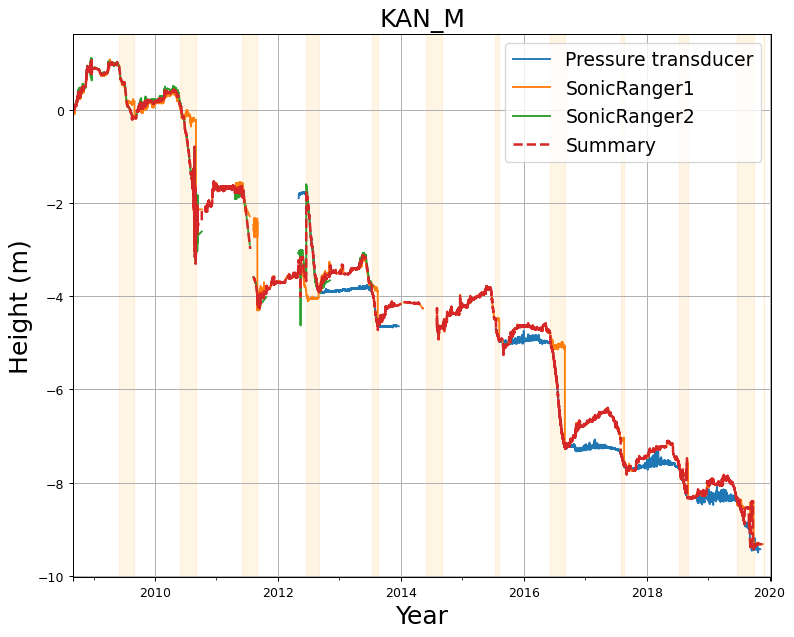 KAN_M
Pressure transducer
SonicRanger1
SonicRanger2
Summary
Height (m)
0
−2
−4
−6
−8
−10
2010
2012
2014
2016
2018
2020
Year